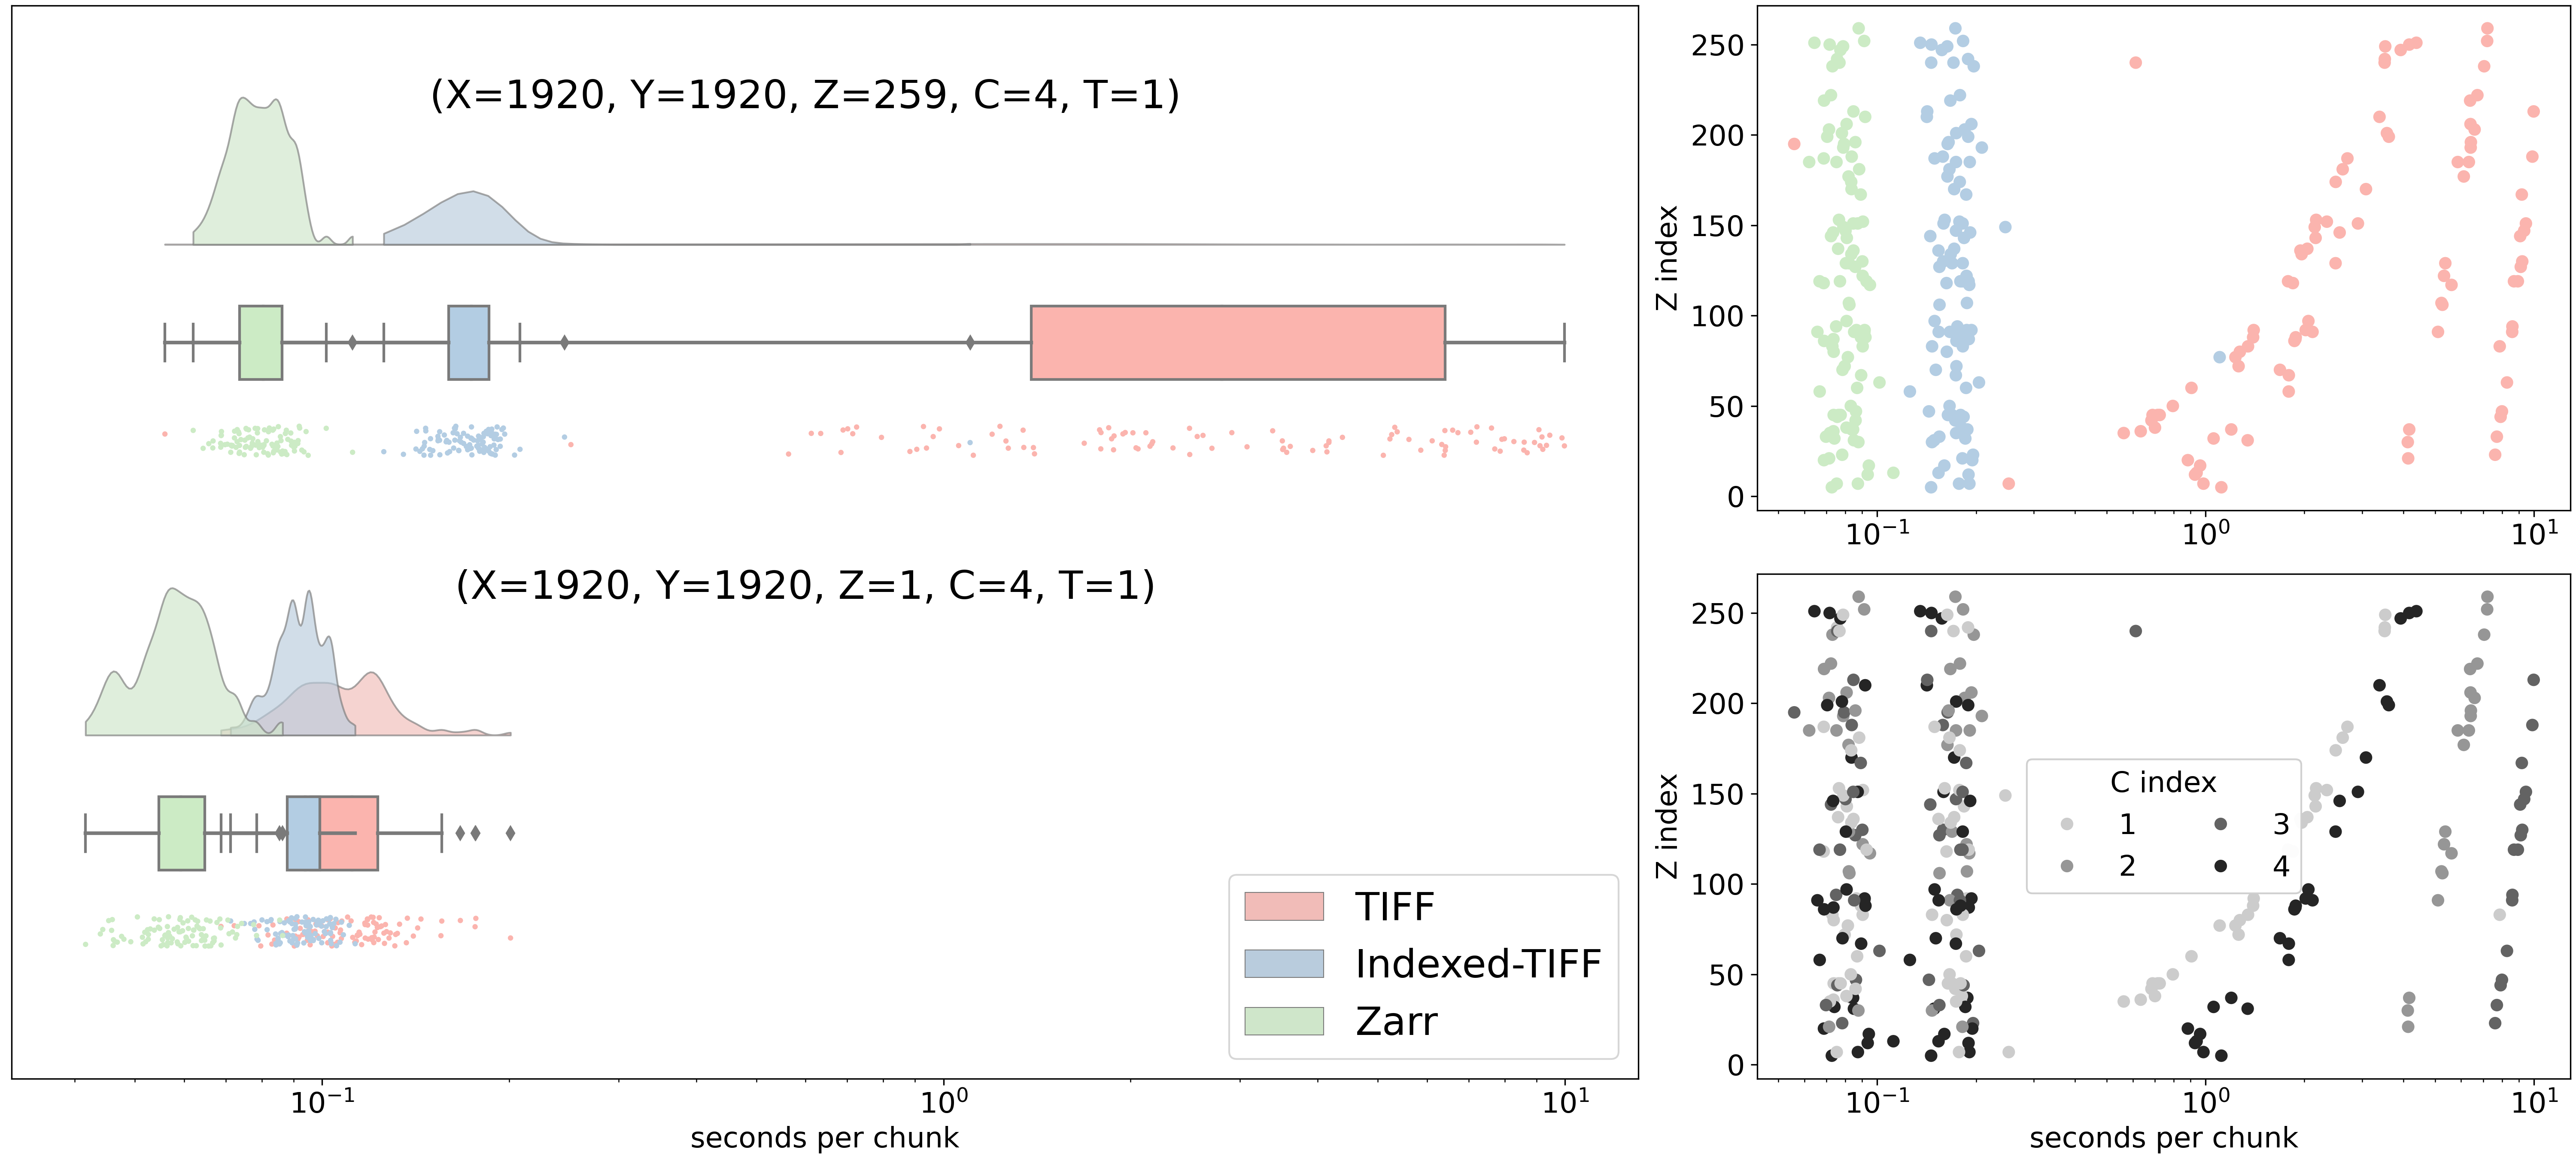 (X=1920, Y=1920, Z=259, C=4, T=1)
(X=1920, Y=1920, Z=1, C=4, T=1)
TIFF
Indexed-TIFF
Zarr
10⁻¹ 10⁰ 10¹
seconds per chunk
250
200
150
100
50
0
Z index
10⁻¹ 10⁰ 10¹
250
200
150
100
50
0
Z index
C index
1 3
2 4
10⁻¹ 10⁰ 10¹
seconds per chunk